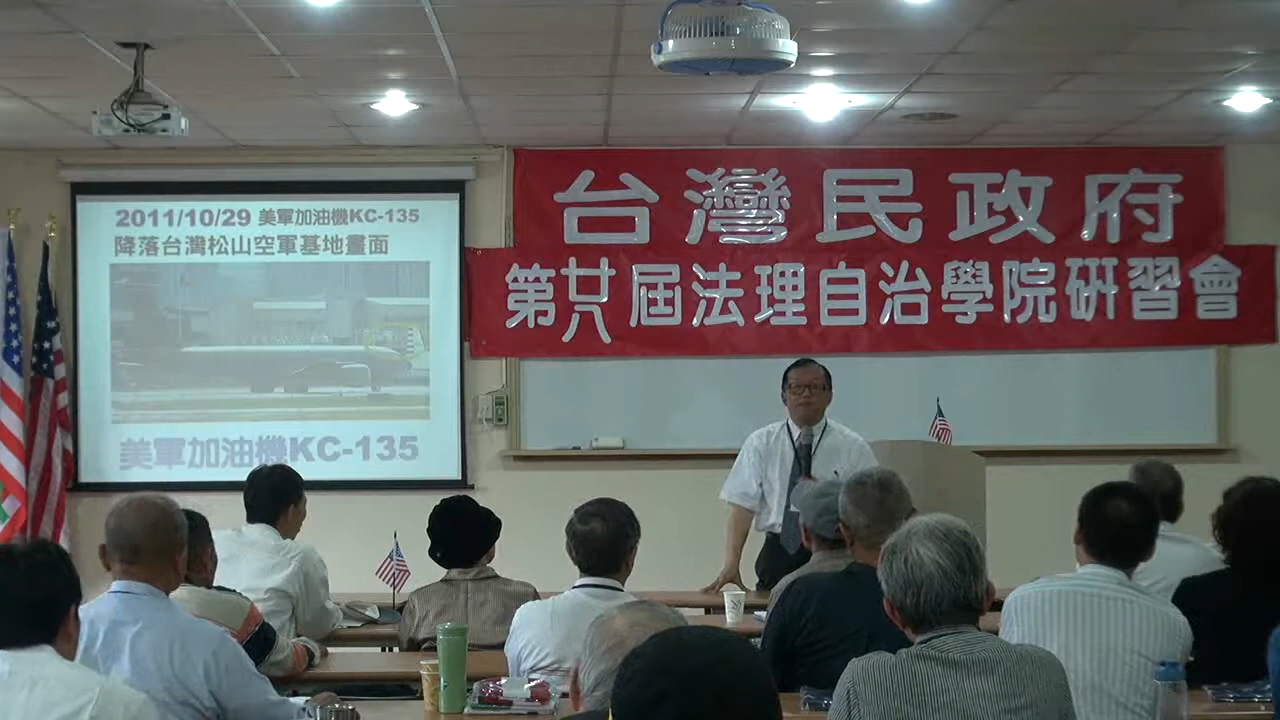 2011/10/29 美軍加油機KC-135
降落台灣松山空軍基地畫面
美軍加油機KC-135
台灣民政府
第廿八屆法理自治學院研習會